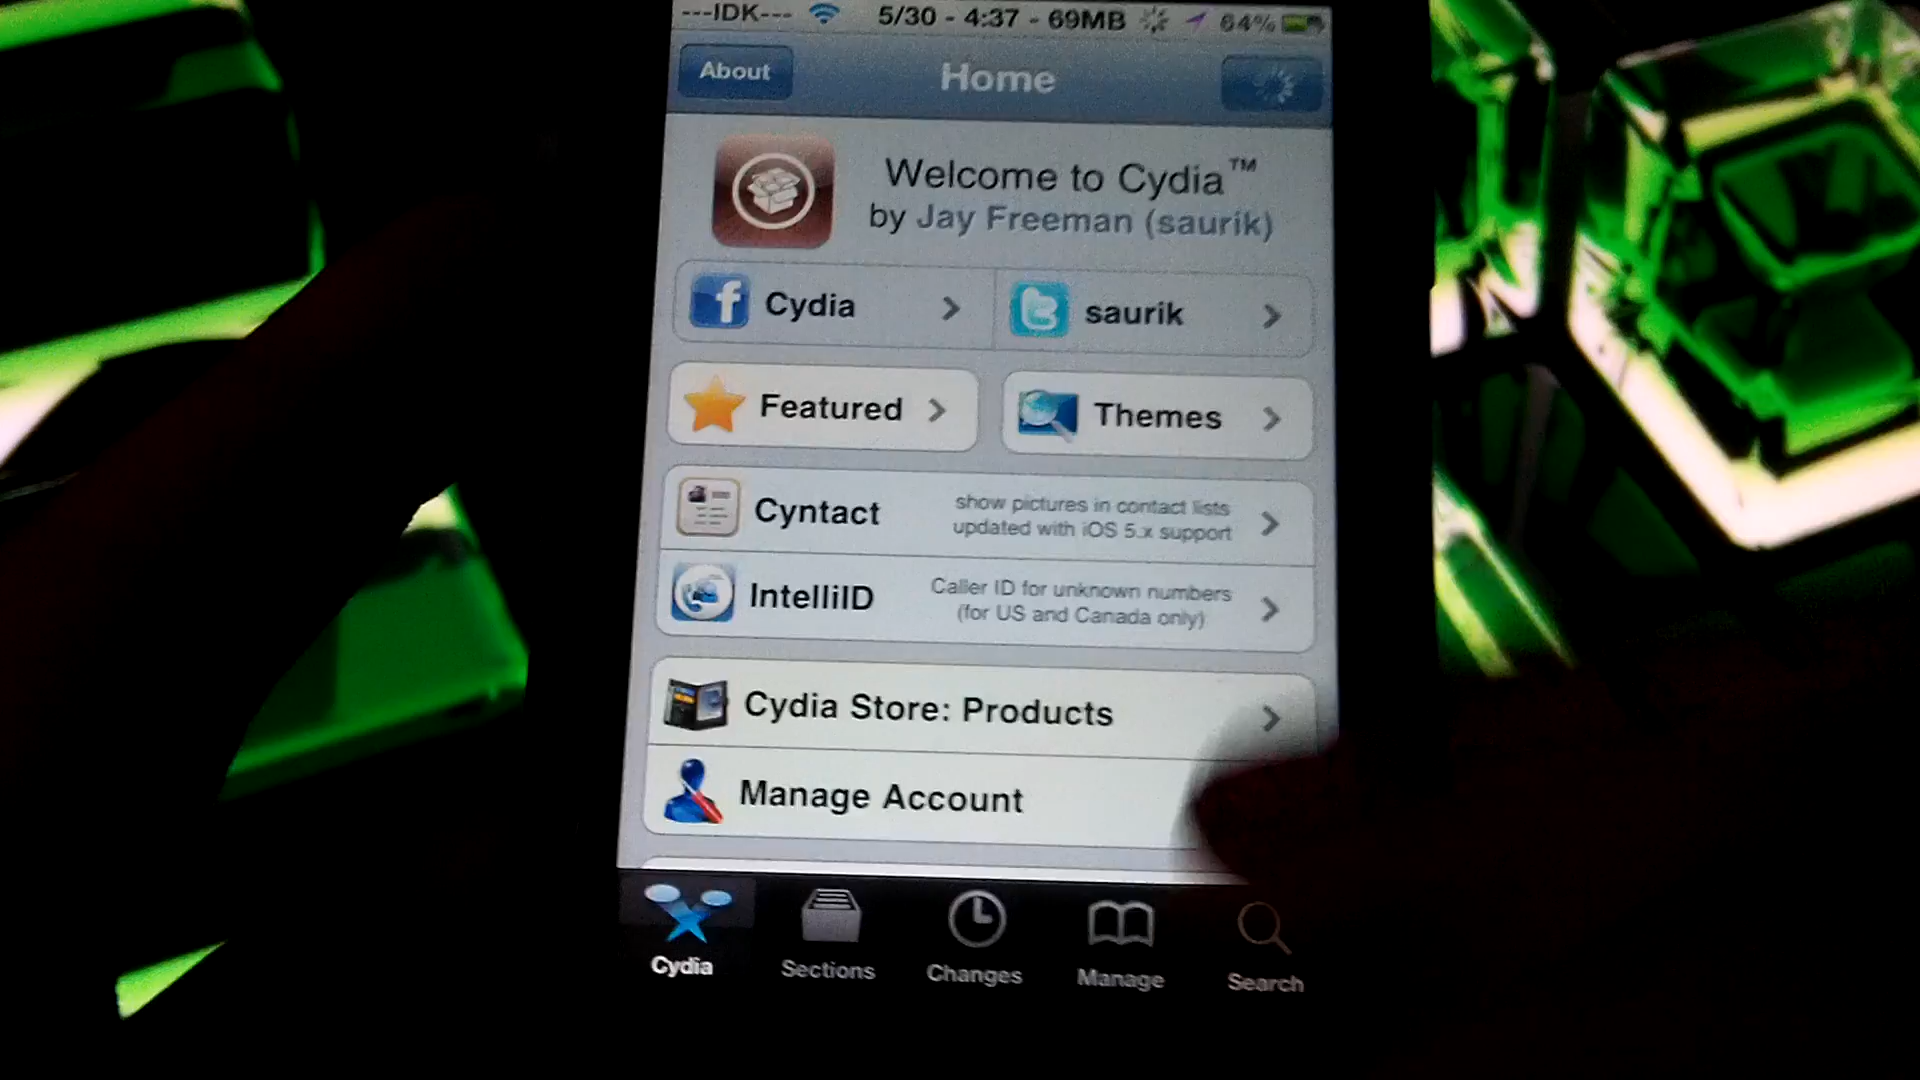 ---IDK--- 5/30 - 4:37 - 69MB 64%
About Home
Welcome to Cydia™
by Jay Freeman (saurik)
Cydia saurik
Featured Themes
Cyntact show pictures in contact lists
updated with iOS 5.x support
IntelliID Caller ID for unknown numbers
(for US and Canada only)
Cydia Store: Products
Manage Account
Cydia Sections Changes Manage Search